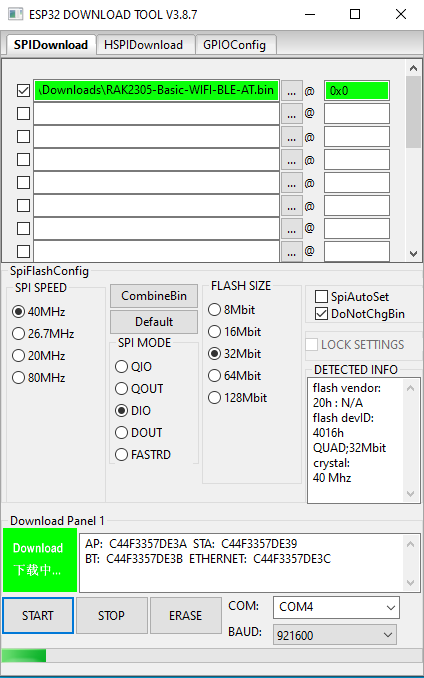 ESP32 DOWNLOAD TOOL V3.8.7
SPIDownload HSPIDownload GPIOConfig
\Downloads\RAK2305-Basic-WIFI-BLE-AT.bin ... @ 0x0
... @
... @
... @
... @
... @
... @
... @
SpiFlashConfig
SPI SPEED
40MHz
26.7MHz
20MHz
80MHz
CombineBin
Default
SPI MODE
QIO
QOUT
DIO
DOUT
FASTRD
FLASH SIZE
8Mbit
16Mbit
32Mbit
64Mbit
128Mbit
SpiAutoSet
DoNotChgBin
LOCK SETTINGS
DETECTED INFO
flash vendor:
20h : N/A
flash devID:
4016h
QUAD;32Mbit
crystal:
40 Mhz
Download Panel 1
Download
下载中...
AP: C44F3357DE3A STA: C44F3357DE39
BT: C44F3357DE3B ETHERNET: C44F3357DE3C
START STOP ERASE
COM: COM4
BAUD: 921600